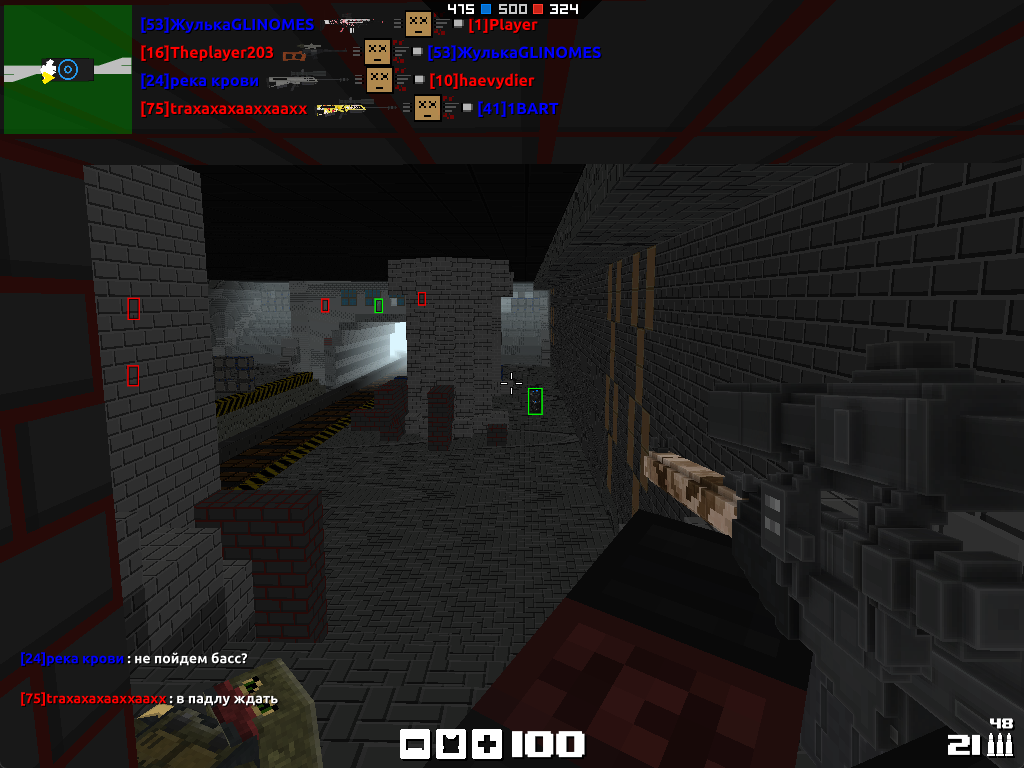 475 500 324
[53]ЖулькаGLINOMES [1]Player
[16]Theplayer203 [53]ЖулькаGLINOMES
[24]река крови [10]haevydier
[75]traxaxaxaaxxaaxx [41]1BART
[24]река крови : не пойдем басс?
[75]traxaxaxaaxxaaxx : в падлу ждать
100
48
21